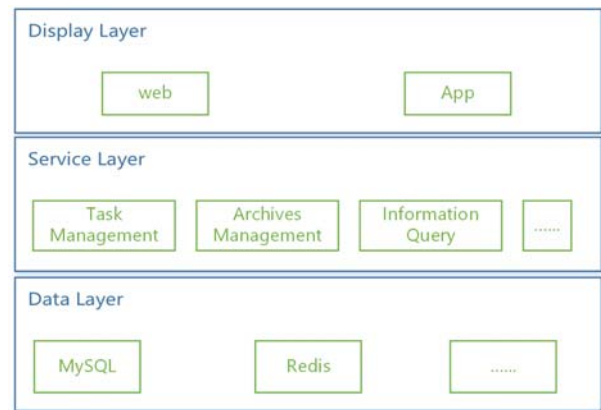 Display Layer
web
App
Service Layer
Task
Management
Archives
Management
Information
Query
......
Data Layer
MySQL
Redis
......